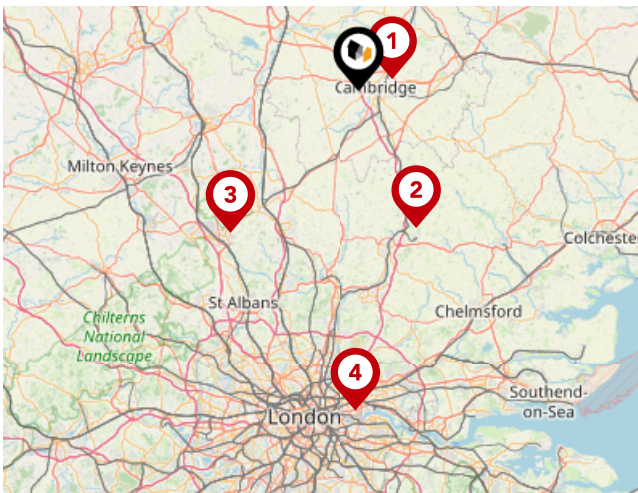 1
Cambridge
Milton Keynes
3
2
Colchester
St Albans
Chelmsford
Chilterns
National
Landscape
4
Southend-
on-Sea
London